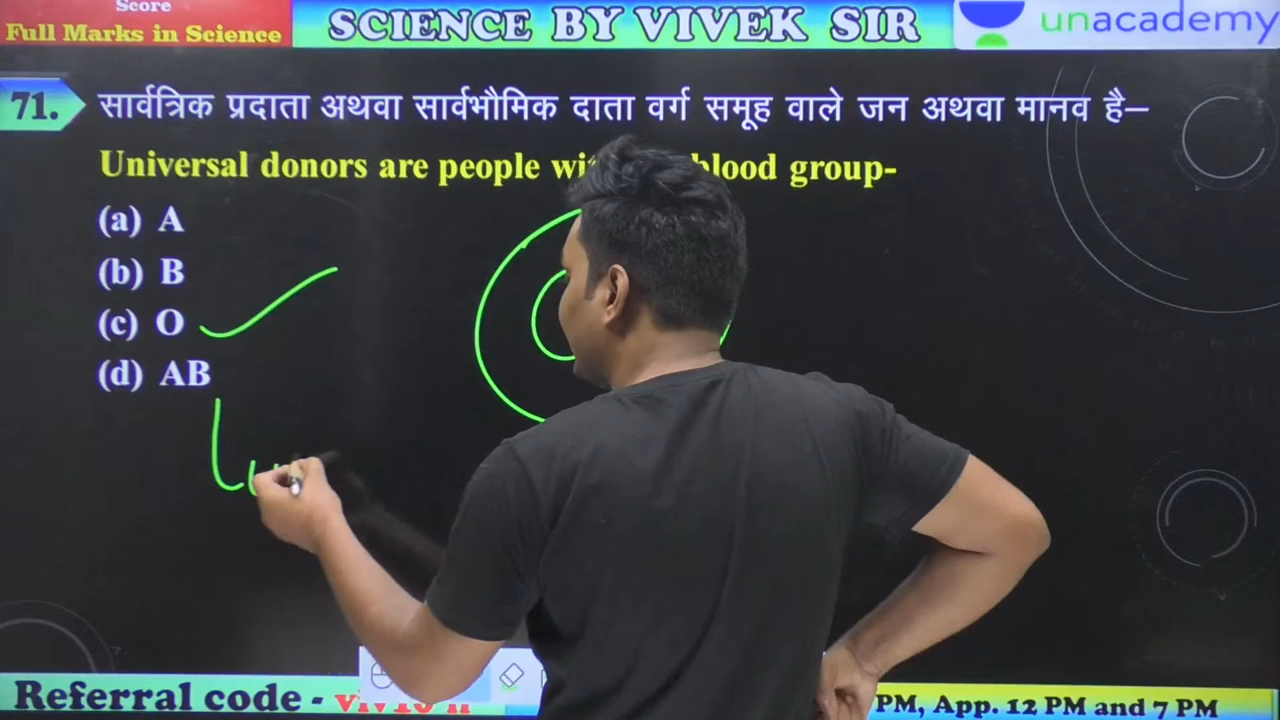 Score
Full Marks in Science
SCIENCE BY VIVEK SIR
unacademy
71. सार्वत्रिक प्रदाता अथवा सार्वभौमिक दाता वर्ग समूह वाले जन अथवा मानव है–
Universal donors are people blood group-
(a) A
(b) B
(c) O
(d) AB
Referral code -
PM, App. 12 PM and 7 PM